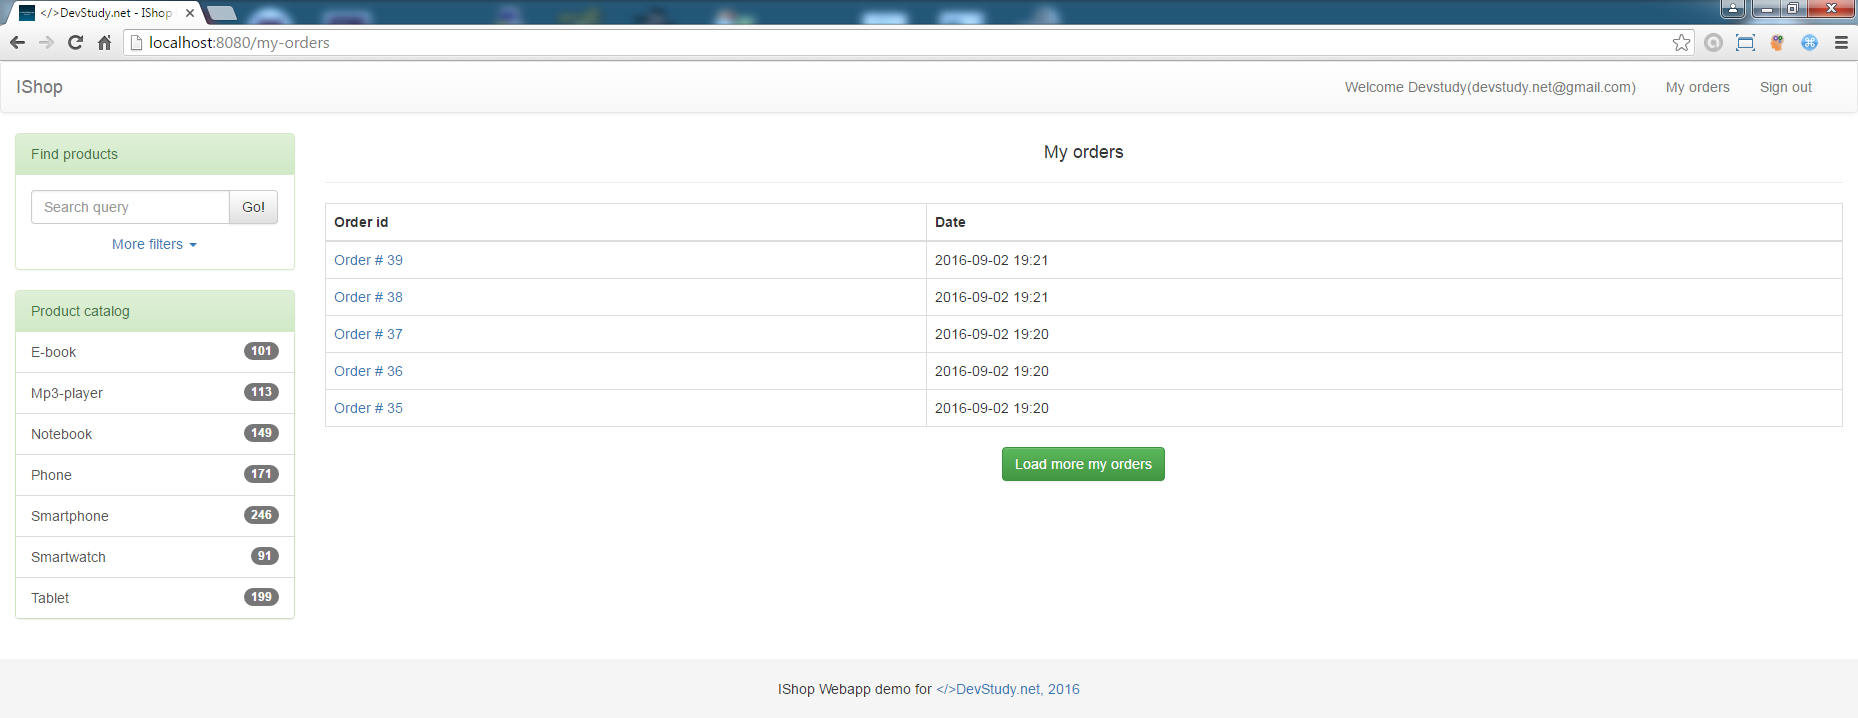 </>DevStudy.net - IShop
localhost:8080/my-orders
IShop
Welcome Devstudy(devstudy.net@gmail.com)
My orders
Sign out
Find products
Search query
Go!
More filters
Product catalog
E-book 101
Mp3-player 113
Notebook 149
Phone 171
Smartphone 246
Smartwatch 91
Tablet 199
My orders
Order id Date
Order # 39 2016-09-02 19:21
Order # 38 2016-09-02 19:21
Order # 37 2016-09-02 19:20
Order # 36 2016-09-02 19:20
Order # 35 2016-09-02 19:20
Load more my orders
IShop Webapp demo for </>DevStudy.net, 2016